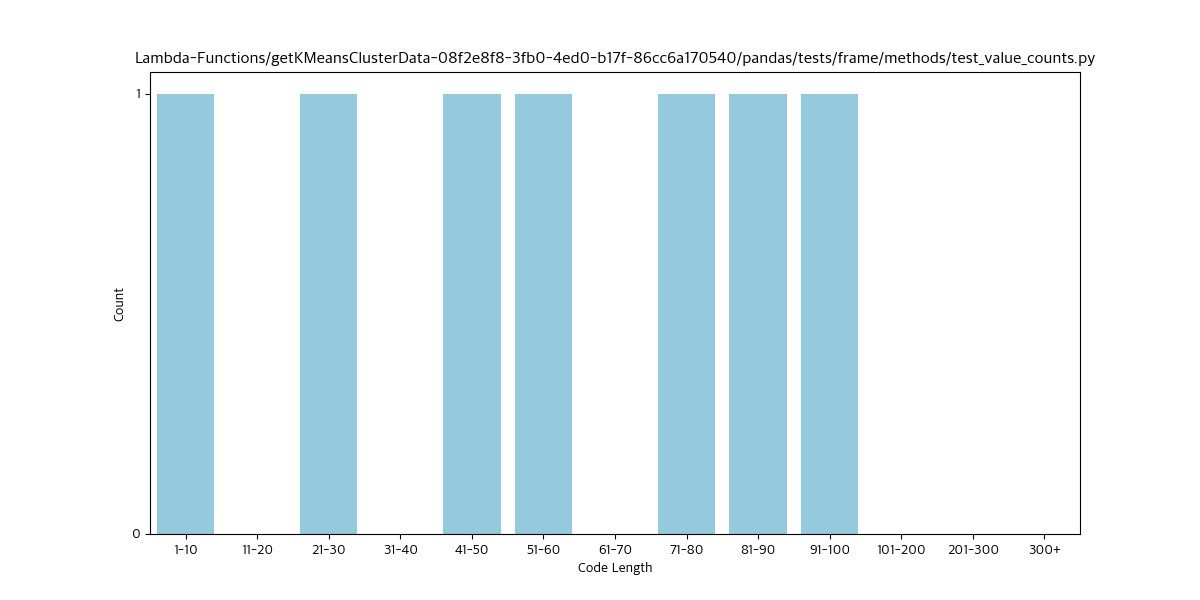 Lambda-Functions/getKMeansClusterData-08f2e8f8-3fb0-4ed0-b17f-86cc6a170540/pandas/tests/frame/methods/test_value_counts.py
1
Count
0
1-10 11-20 21-30 31-40 41-50 51-60 61-70 71-80 81-90 91-100 101-200 201-300 300+
Code Length